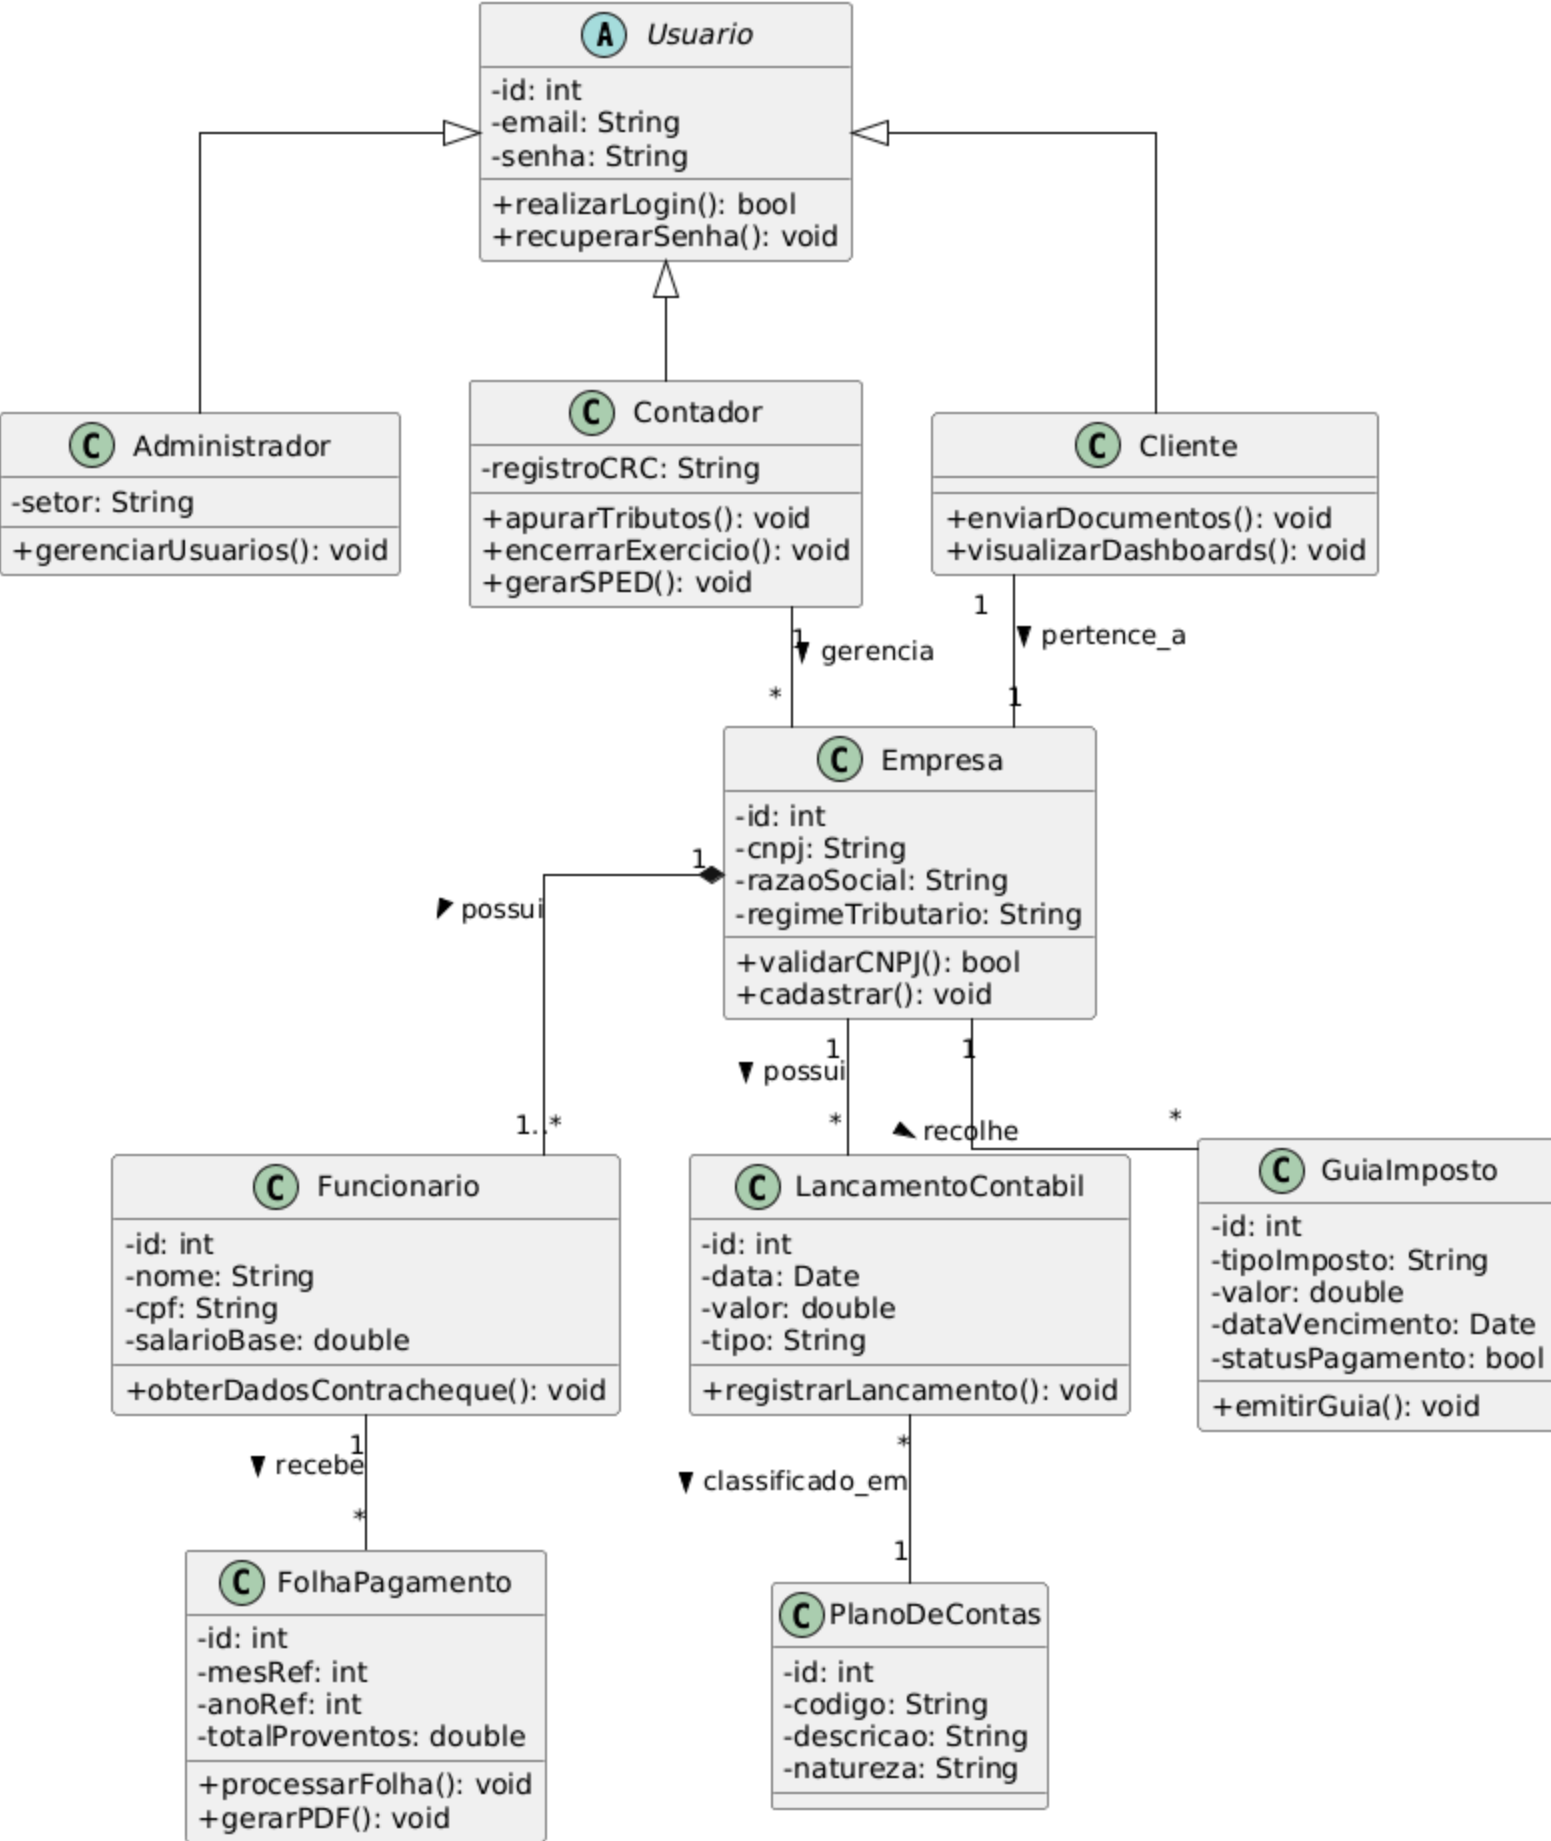 A Usuario
-id: int
-email: String
-senha: String
+realizarLogin(): bool
+recuperarSenha(): void
C Administrador
-setor: String
+gerenciarUsuarios(): void
C Contador
-registroCRC: String
+apurarTributos(): void
+encerrarExercicio(): void
+gerarSPED(): void
C Cliente
+enviarDocumentos(): void
+visualizarDashboards(): void
1
gerencia
*
1
pertence_a
1
C Empresa
-id: int
-cnpj: String
-razaoSocial: String
-regimeTributario: String
+validarCNPJ(): bool
+cadastrar(): void
1
possui
1..*
1
possui
*
1
recolhe
*
C Funcionario
-id: int
-nome: String
-cpf: String
-salarioBase: double
+obterDadosContracheque(): void
C LancamentoContabil
-id: int
-data: Date
-valor: double
-tipo: String
+registrarLancamento(): void
C GuiaImposto
-id: int
-tipoImposto: String
-valor: double
-dataVencimento: Date
-statusPagamento: bool
+emitirGuia(): void
1
recebe
*
*
classificado_em
1
C FolhaPagamento
-id: int
-mesRef: int
-anoRef: int
-totalProventos: double
+processarFolha(): void
+gerarPDF(): void
C PlanoDeContas
-id: int
-codigo: String
-descricao: String
-natureza: String